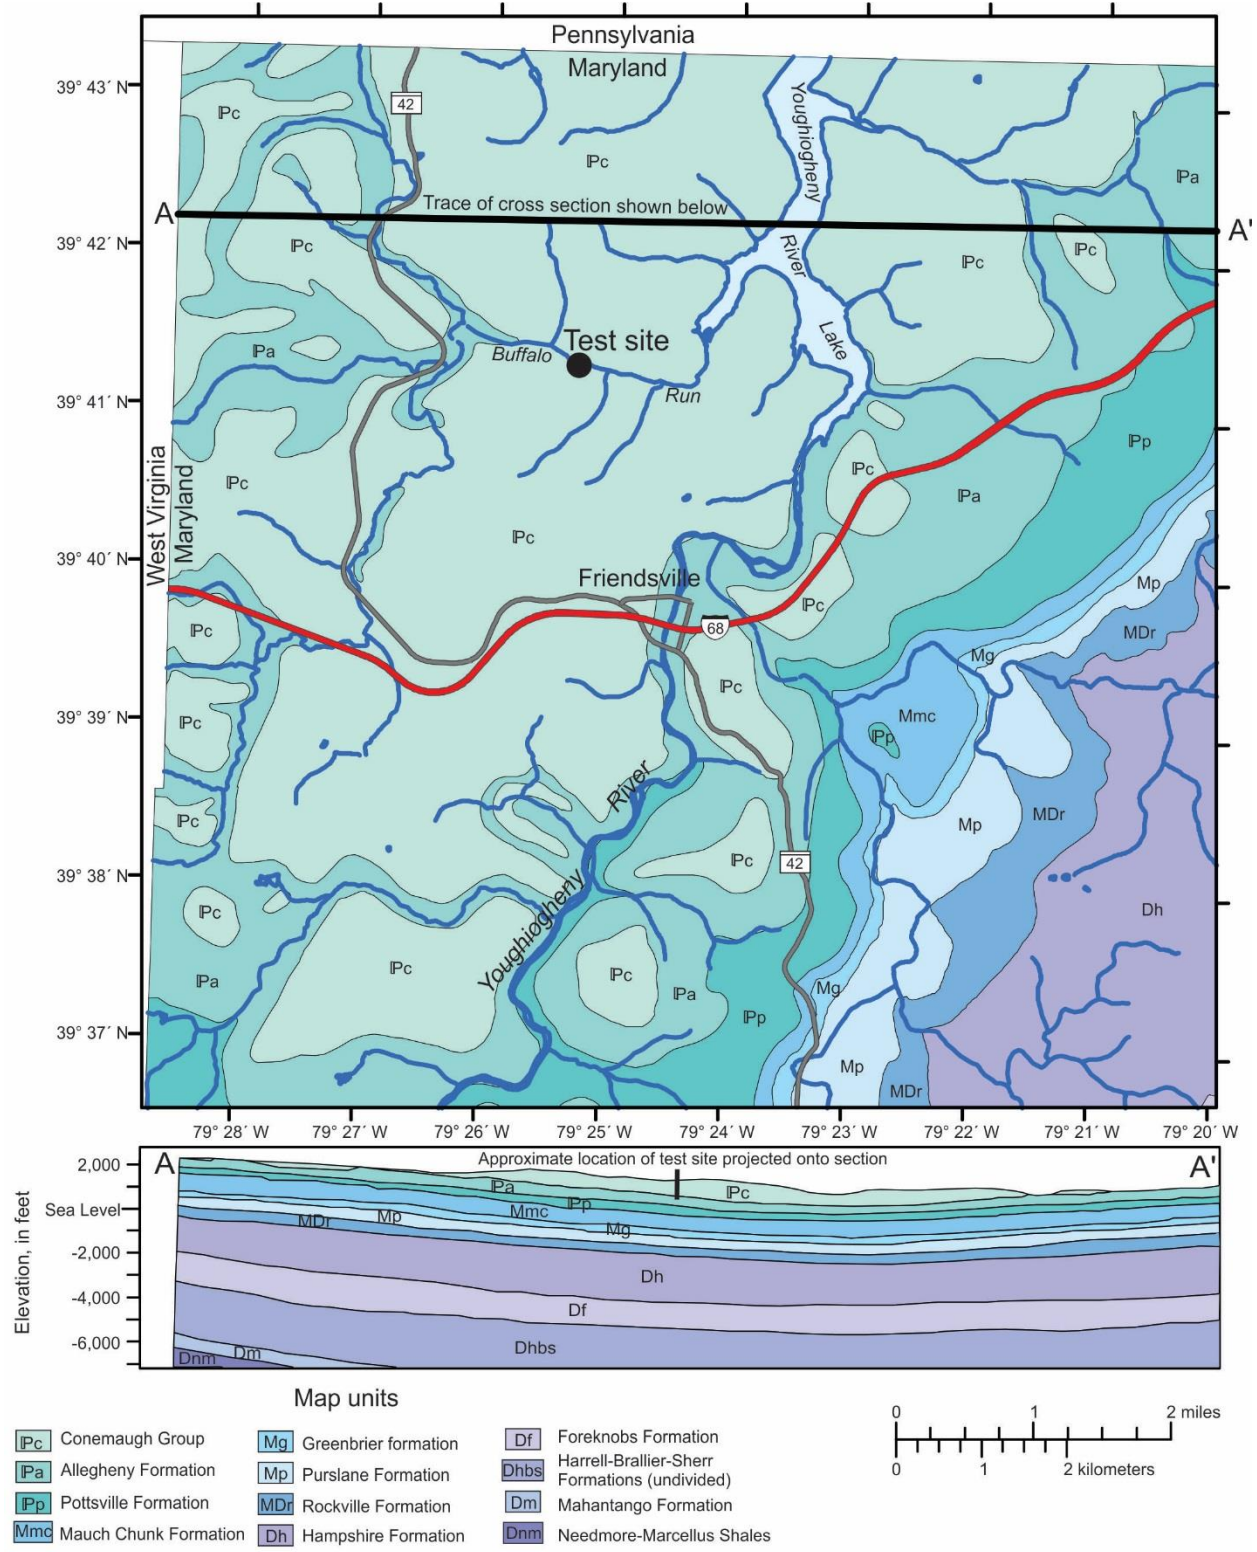 Pennsylvania
Maryland
39° 43´ N
42
ℙc
Youghiogheny
ℙc
ℙa
A
Trace of cross section shown below
A'
39° 42´ N
ℙc
River
ℙc
ℙc
Test site
Lake
ℙa
Buffalo
Run
39° 41´ N
ℙp
West Virginia
Maryland
ℙc
ℙc
ℙa
ℙc
39° 40´ N
Friendsville
Mp
ℙc
68
ℙc
MDr
Mg
ℙc
39° 39´ N
ℙc
Mmc
ℙp
River
ℙc
Mp
MDr
ℙc
42
39° 38´ N
ℙc
Dh
Youghiogheny
ℙc
ℙc
ℙa
ℙa
Mg
ℙp
39° 37´ N
Mp
MDr
79°28´ W
79°27´ W
79°26´ W
79°25´ W
79°24´ W
79°23´ W
79°22´ W
79°21´ W
79°20´ W
A
Approximate location of test site projected onto section
A'
2,000
Sea Level
-2,000
-4,000
-6,000
Elevation, in feet
ℙa
ℙp
ℙc
MDr
Mp
Mmc
Mg
Dh
Df
Dhbs
Dnm
Dm
Map units
ℙc Conemaugh Group
ℙa Allegheny Formation
ℙp Pottsville Formation
Mmc Mauch Chunk Formation
Mg Greenbrier formation
Mp Purslane Formation
MDr Rockville Formation
Dh Hampshire Formation
Df Foreknobs Formation
Dhbs Harrell-Brallier-Sherr
Formations (undivided)
Dm Mahantango Formation
Dnm Needmore-Marcellus Shales
0 1 2 miles
0 1 2 kilometers